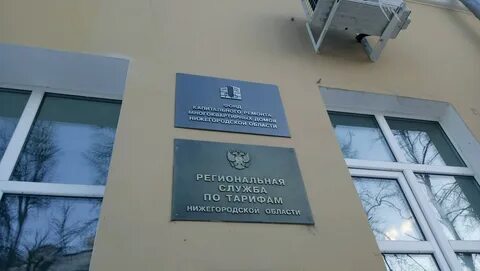 ФОНД
КАПИТАЛЬНОГО РЕМОНТА
МНОГОКВАРТИРНЫХ ДОМОВ
НИЖЕГОРОДСКОЙ ОБЛАСТИ
РЕГИОНАЛЬНАЯ
СЛУЖБА
ПО ТАРИФАМ
НИЖЕГОРОДСКОЙ ОБЛАСТИ